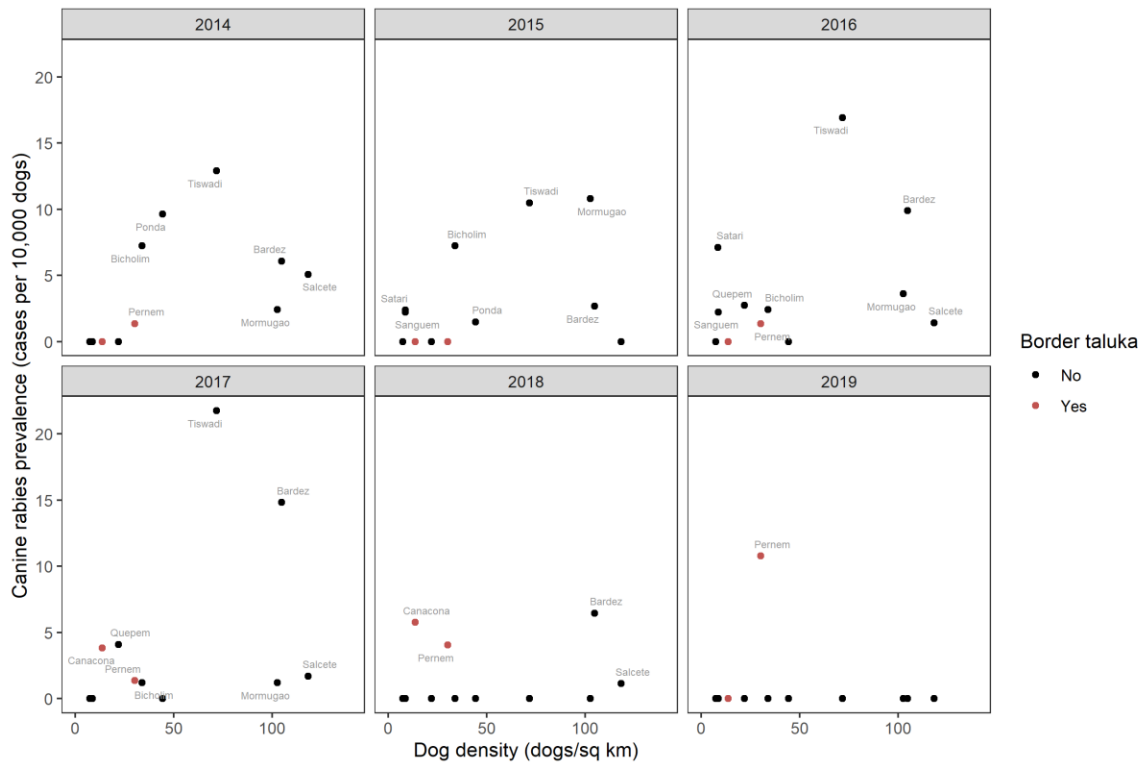 2014
2015
2016
Canine rabies prevalence (cases per 10,000 dogs)
20
15
10
5
0
Tiswadi
Ponda
Bicholim
Bardez
Salcete
Pernem
Mormugao
Tiswadi
Mormugao
Bicholim
Satari
Sanguem
Ponda
Bardez
Tiswadi
Bardez
Satari
Quepem
Bicholim
Mormugao
Salcete
Sanguem
Pernem
Border taluka
No
Yes
2017
2018
2019
20
15
10
5
0
Tiswadi
Bardez
Quepem
Canacona
Pernem
Salcete
Bicholim
Mormugao
Canacona
Bardez
Pernem
Salcete
Pernem
0 50 100
0 50 100
0 50 100
Dog density (dogs/sq km)